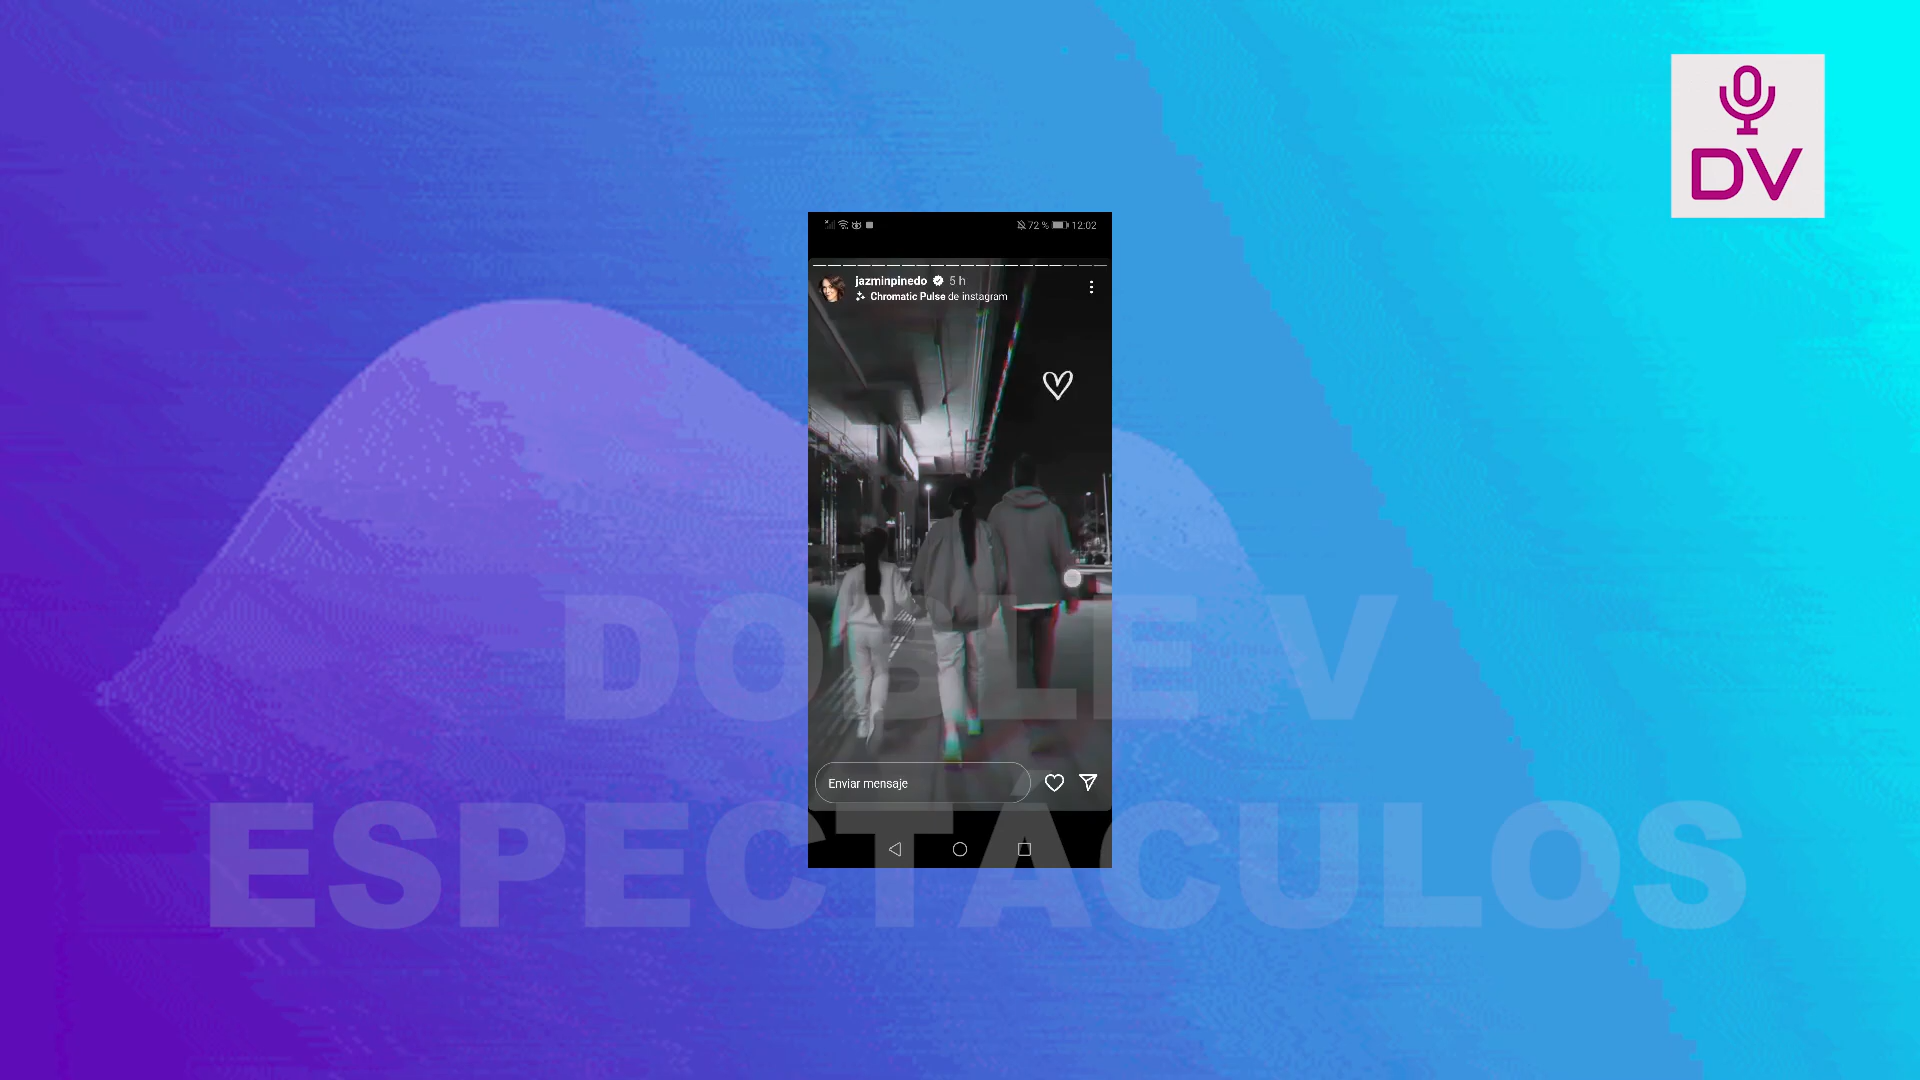 DV
72 % 12:02
jazminpinedo 5 h
Chromatic Pulse de instagram
Enviar mensaje
DOBLE V
ESPECTÁCULOS